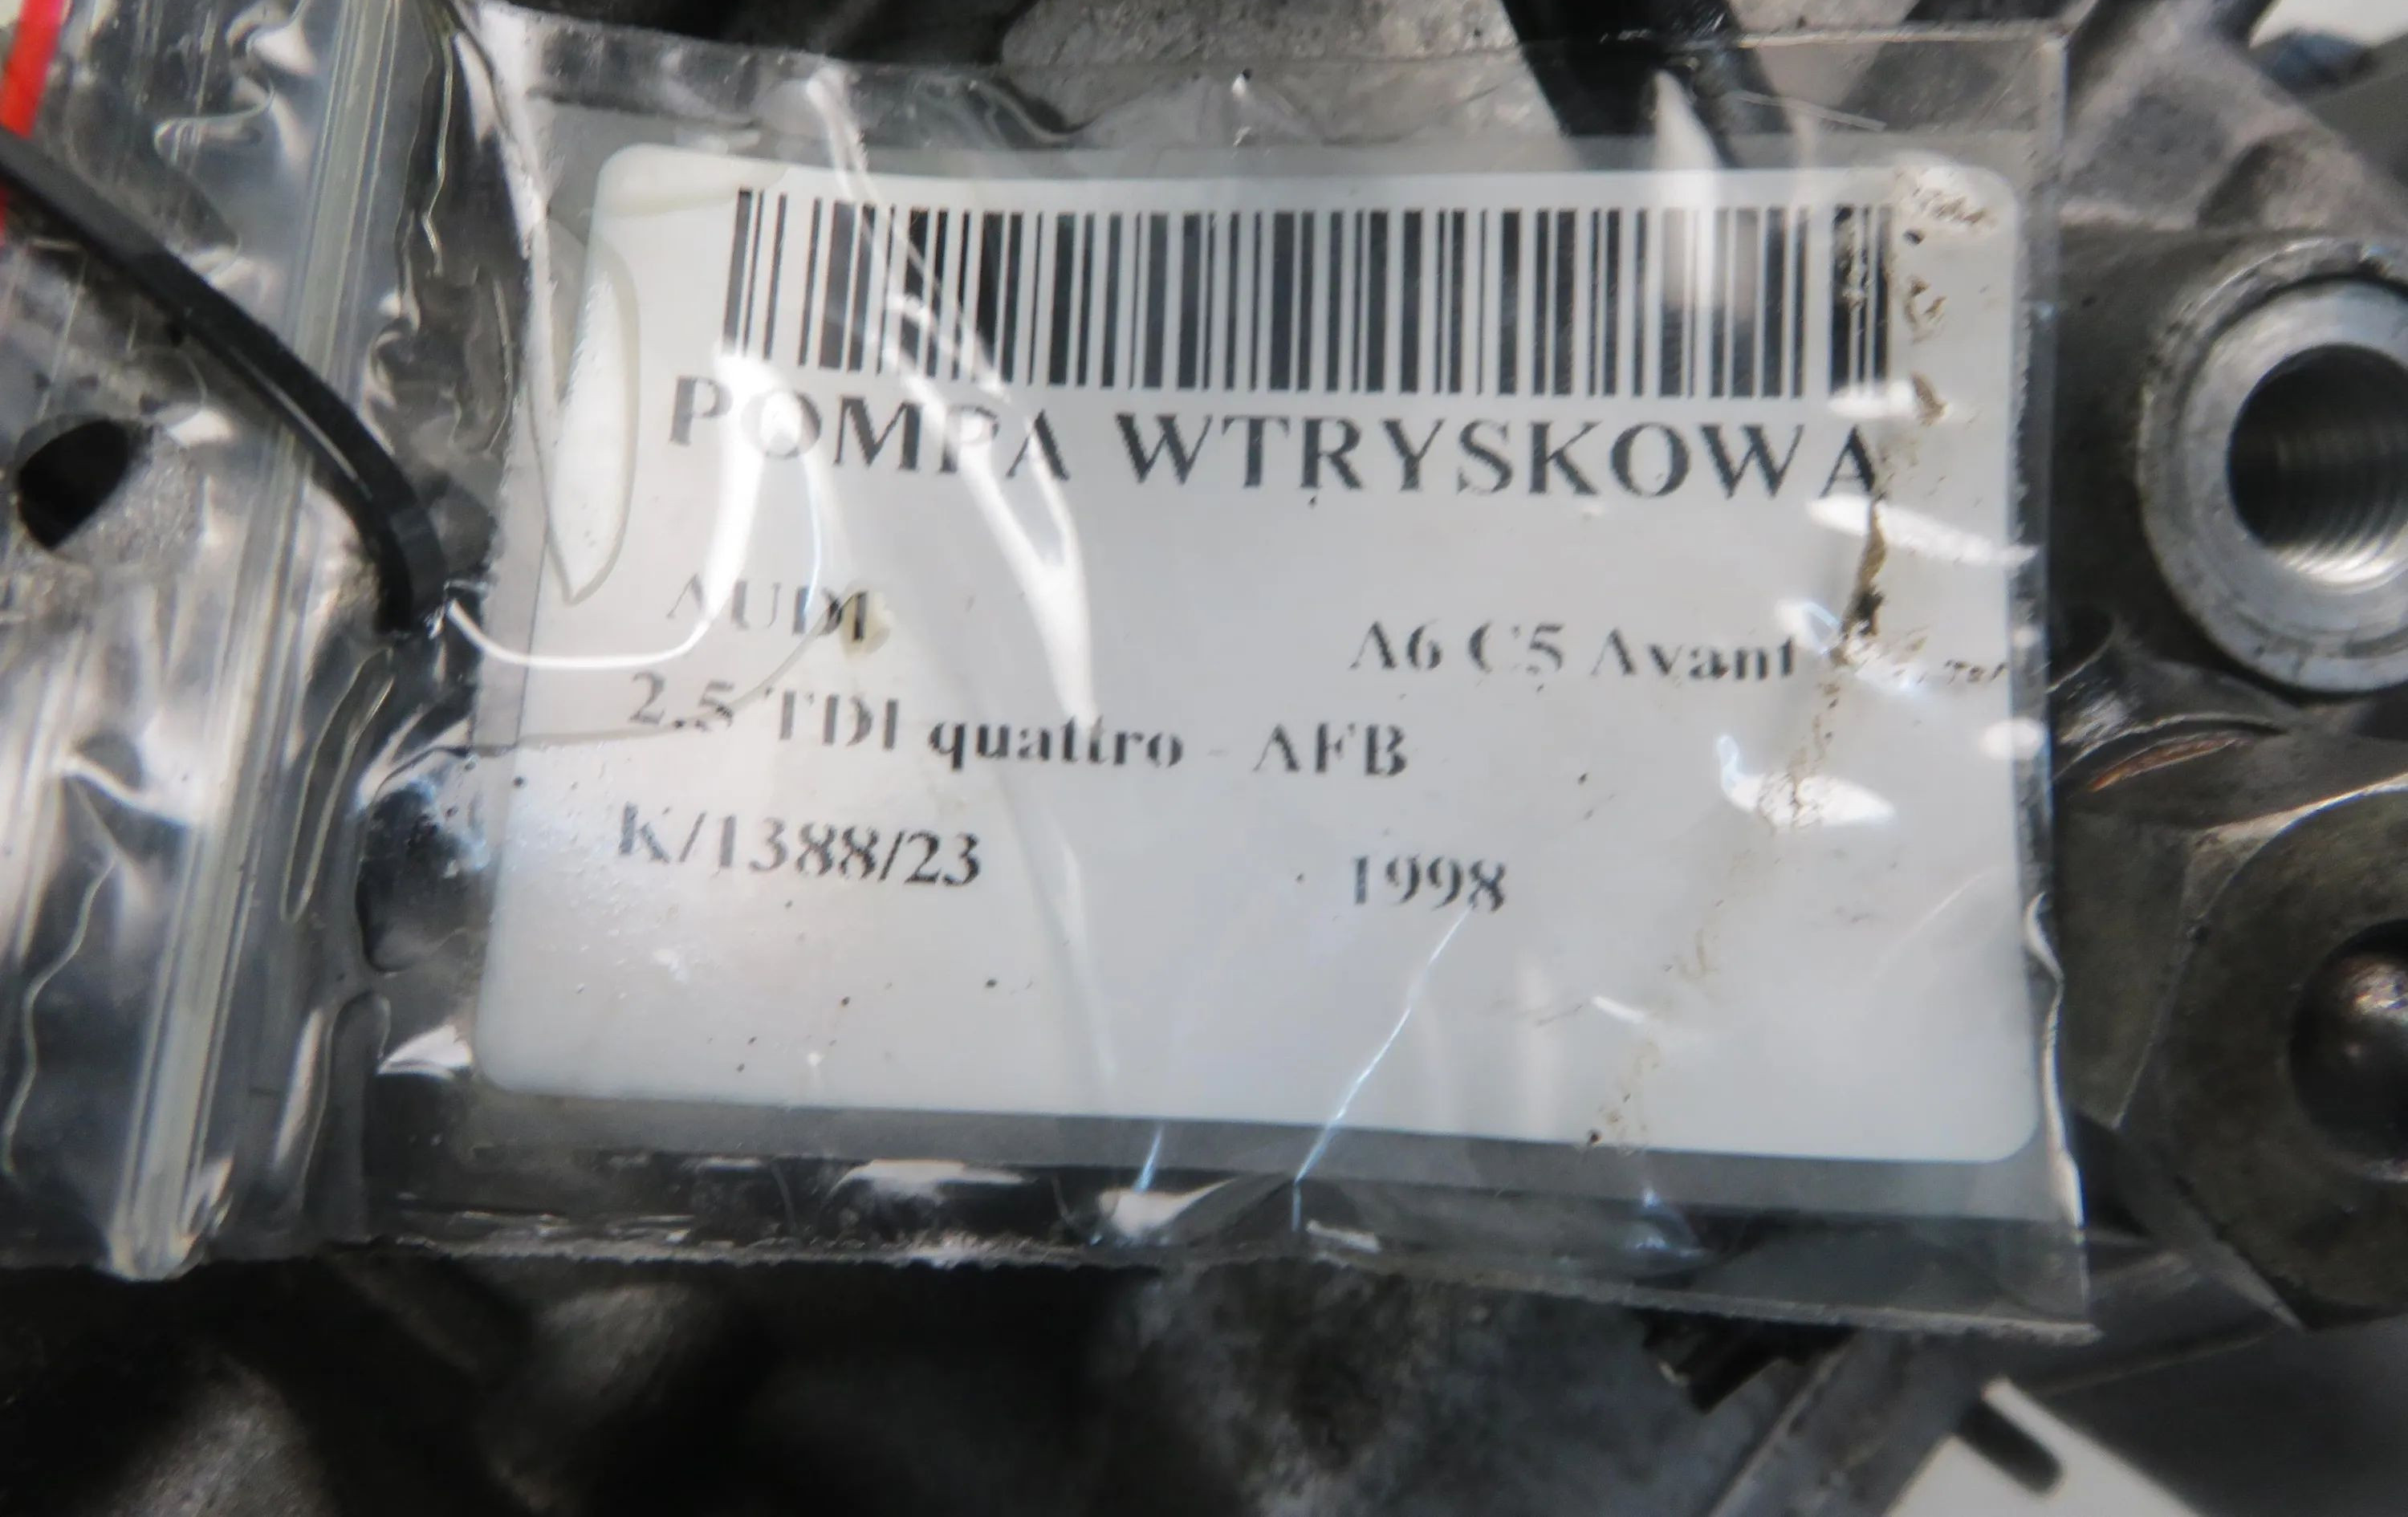 POMPA WTRYSKOWA
AUDI A6 C5 Avant
2.5 TDI quattro - AFB
K/1388/23 1998